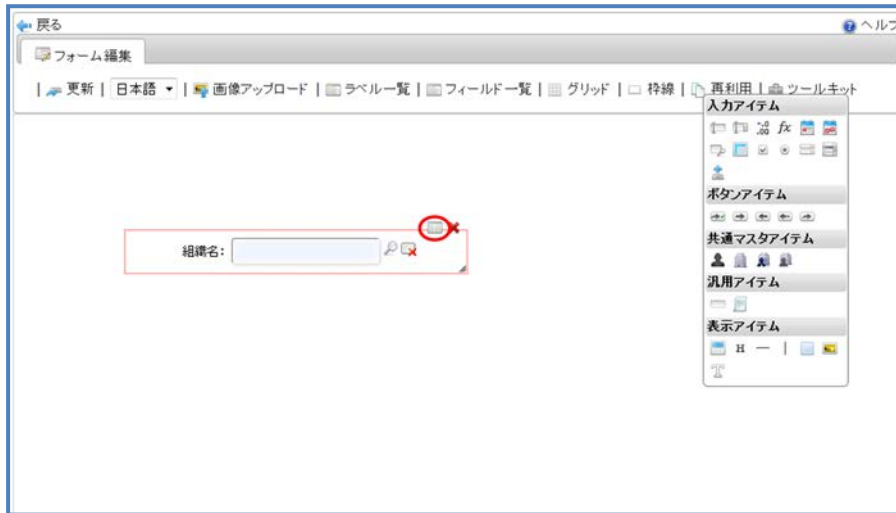 戻る
ヘルプ
フォーム編集
| 更新 | 日本語 | 画像アップロード | ラベル一覧 | フィールド一覧 | グリッド | 枠線 | 再利用 | ツールキット
入力アイテム
fx
ボタンアイテム
共通マスタアイテム
組織名:
汎用アイテム
表示アイテム
H
T